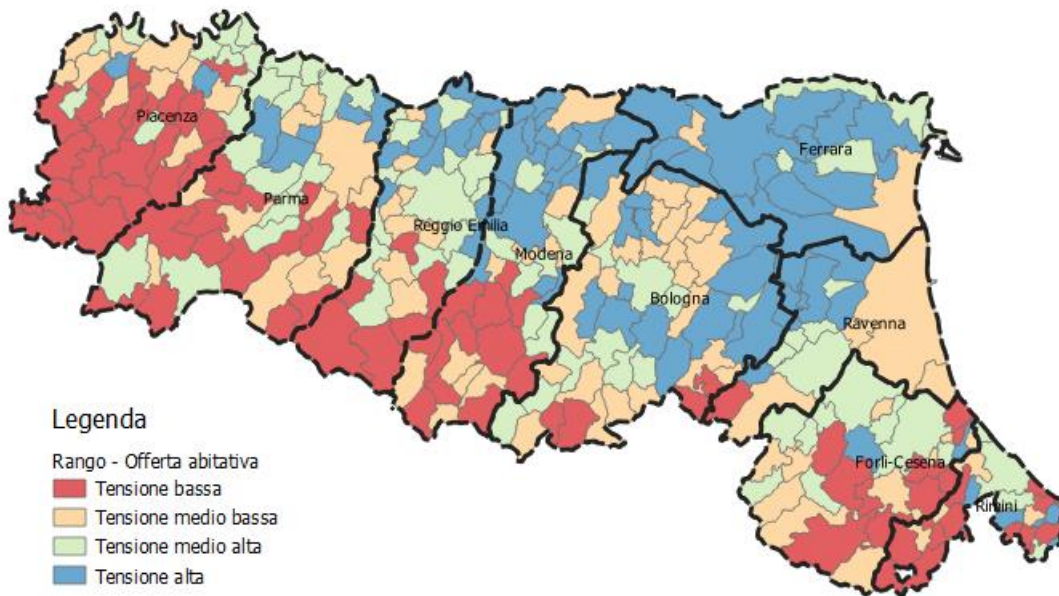 Piacenza
Parma
Reggio Emilia
Modena
Bologna
Ferrara
Ravenna
Forlì-Cesena
Rimini
Legenda
Rango - Offerta abitativa
Tensione bassa
Tensione medio bassa
Tensione medio alta
Tensione alta